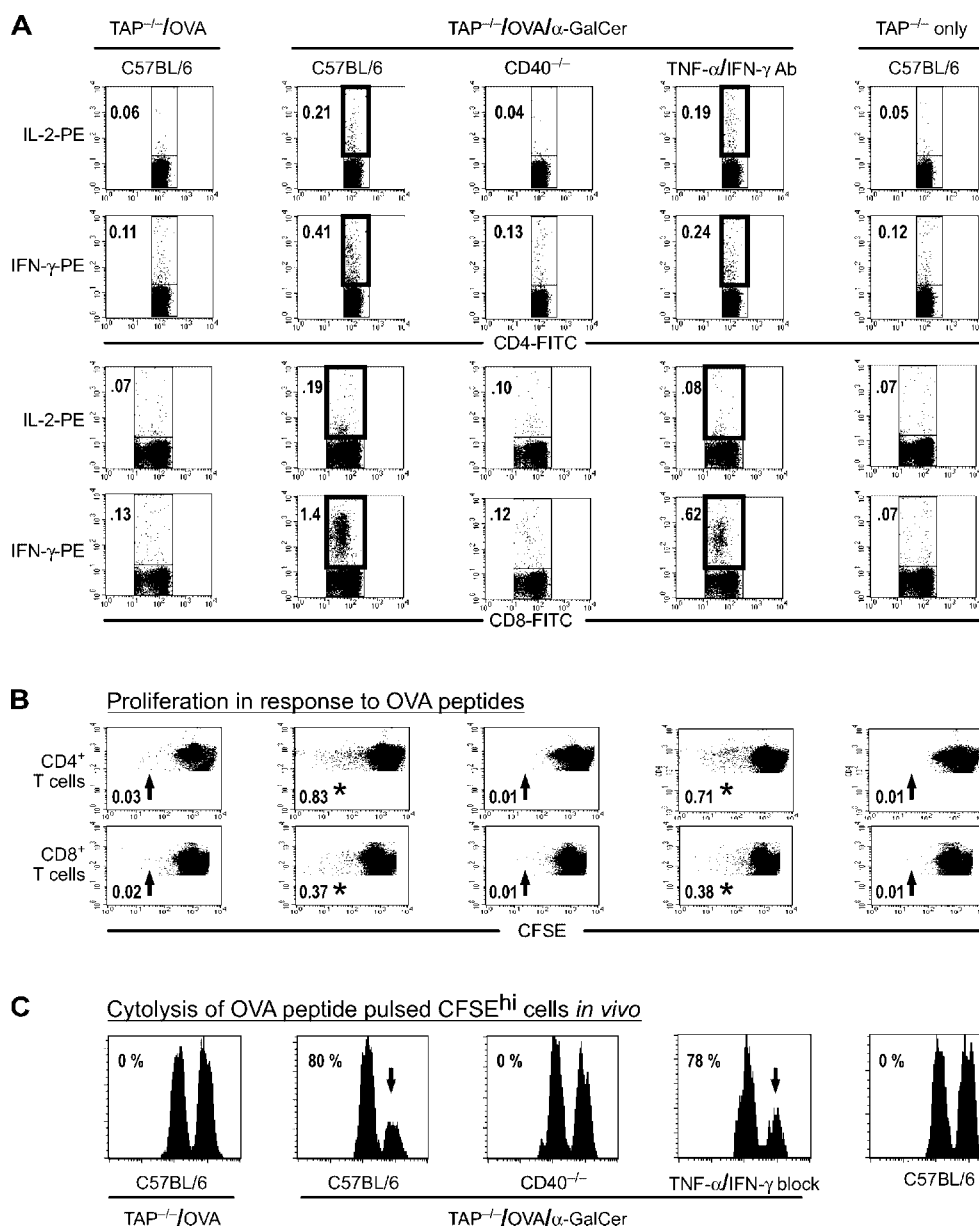 A
TAP−/−/OVA TAP−/−/OVA/α-GalCer TAP−/− only
C57BL/6 C57BL/6 CD40−/− TNF-α/IFN-γ Ab C57BL/6
IL-2-PE 0.06 0.21 0.04 0.19 0.05
IFN-γ-PE 0.11 0.41 0.13 0.24 0.12
CD4-FITC
IL-2-PE .07 .19 .10 .08 .07
IFN-γ-PE .13 1.4 .12 .62 .07
CD8-FITC
B Proliferation in response to OVA peptides
CD4+
T cells
0.03 0.83 * 0.01 0.71 * 0.01
CD8+
T cells
0.02 0.37 * 0.01 0.38 * 0.01
CFSE
C Cytolysis of OVA peptide pulsed CFSEhi cells in vivo
0 % 80 % 0 % 78 % 0 %
C57BL/6 C57BL/6 CD40−/− TNF-α/IFN-γ block C57BL/6
TAP−/−/OVA TAP−/−/OVA/α-GalCer